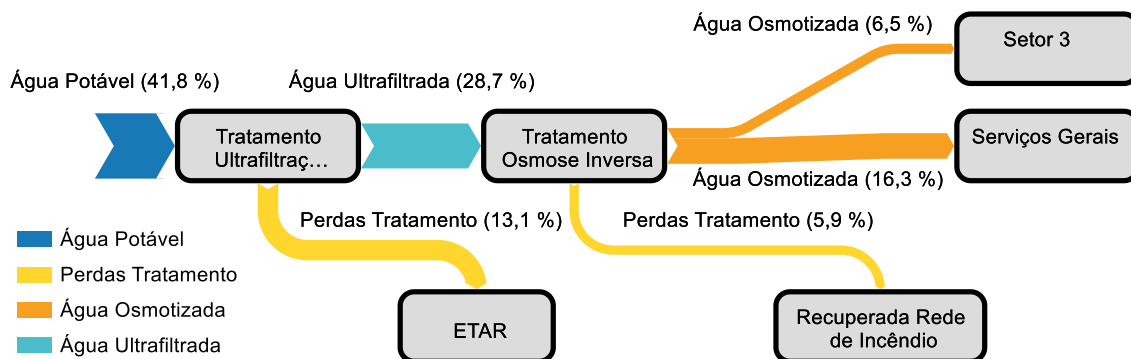 Água Osmotizada (6,5 %)
Setor 3
Água Potável (41,8 %)
Água Ultrafiltrada (28,7 %)
Tratamento
Ultrafiltraç...
Tratamento
Osmose Inversa
Serviços Gerais
Água Osmotizada (16,3 %)
Perdas Tratamento (13,1 %)
Perdas Tratamento (5,9 %)
Água Potável
Perdas Tratamento
Água Osmotizada
Água Ultrafiltrada
ETAR
Recuperada Rede
de Incêndio